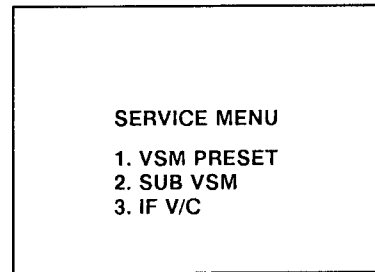 SERVICE MENU
1. VSM PRESET
2. SUB VSM
3. IF V/C